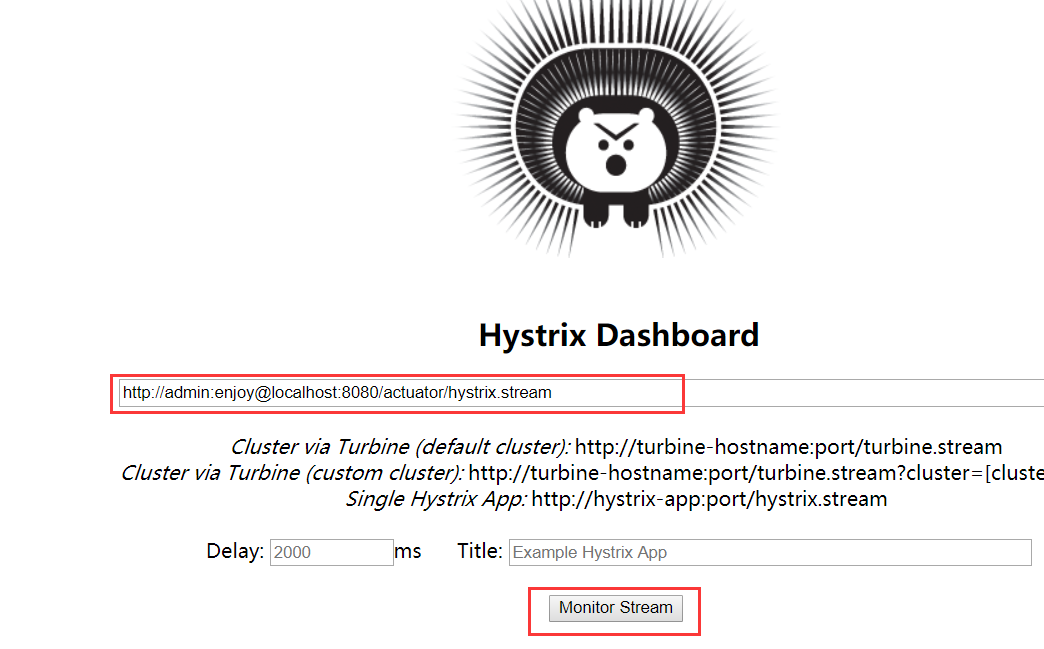 Hystrix Dashboard
http://admin:enjoy@localhost:8080/actuator/hystrix.stream
Cluster via Turbine (default cluster): http://turbine-hostname:port/turbine.stream
Cluster via Turbine (custom cluster): http://turbine-hostname:port/turbine.stream?cluster=[cluste
Single Hystrix App: http://hystrix-app:port/hystrix.stream
Delay: 2000 ms Title: Example Hystrix App
Monitor Stream